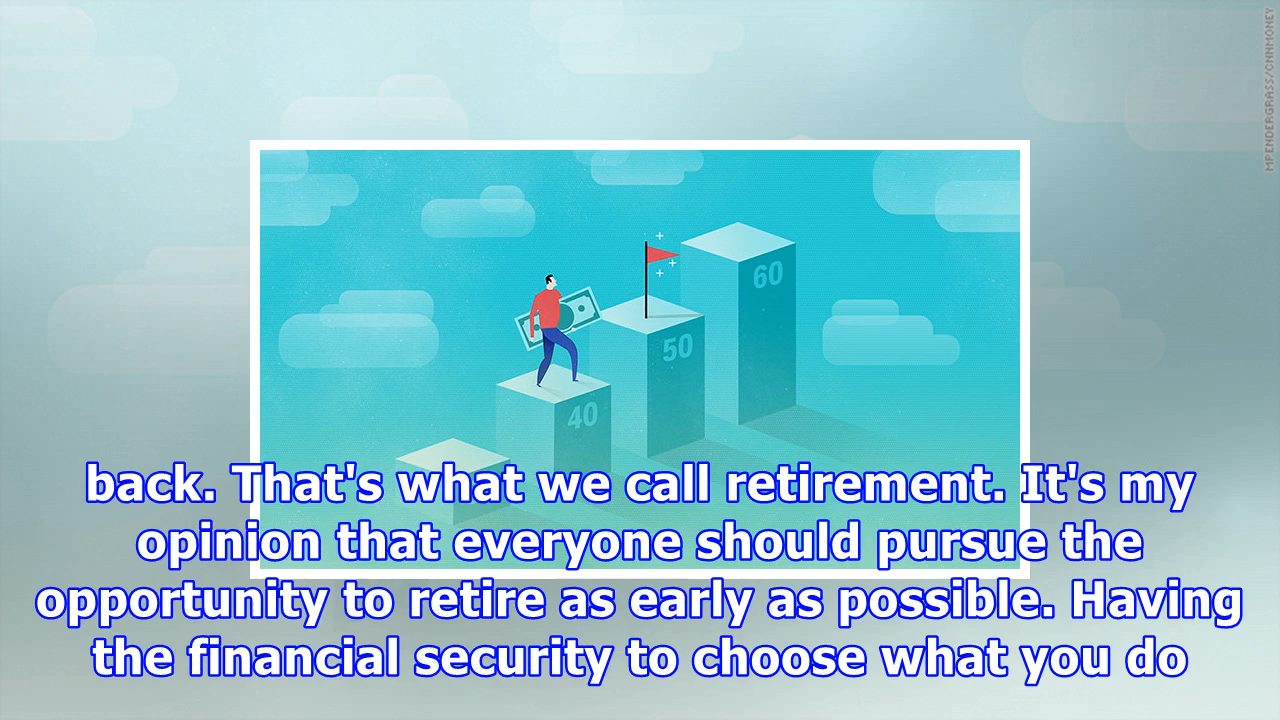 MPENDERGRASS/CNNMONEY
60
50
40
back. That's what we call retirement. It's my
opinion that everyone should pursue the
opportunity to retire as early as possible. Having
the financial security to choose what you do